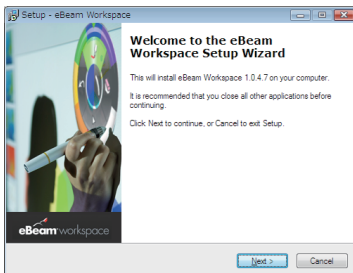 Setup - eBeam Workspace
Welcome to the eBeam
Workspace Setup Wizard
This will install eBeam Workspace 1.0.4.7 on your computer.
It is recommended that you close all other applications before
continuing.
Click Next to continue, or Cancel to exit Setup.
eBeam workspace
Next >
Cancel